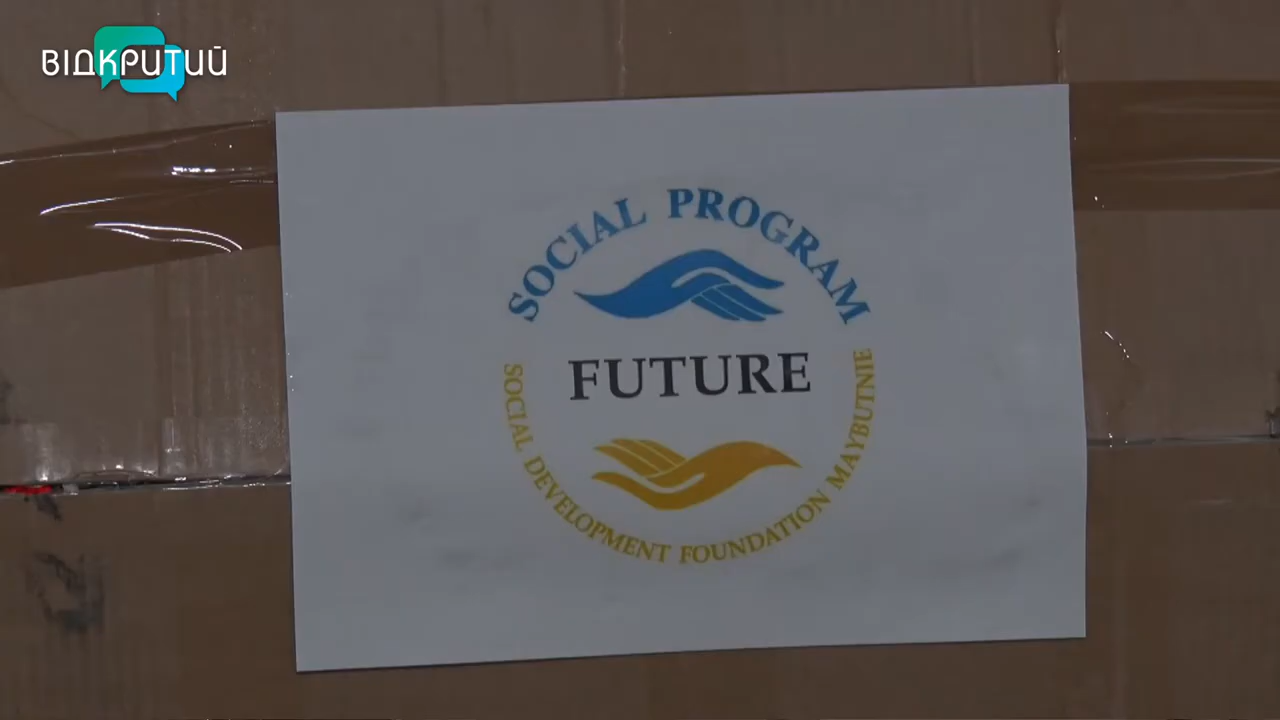 ВІДКРИТИЙ
SOCIAL PROGRAM
FUTURE
SOCIAL DEVELOPMENT FOUNDATION MAYBUTNIE